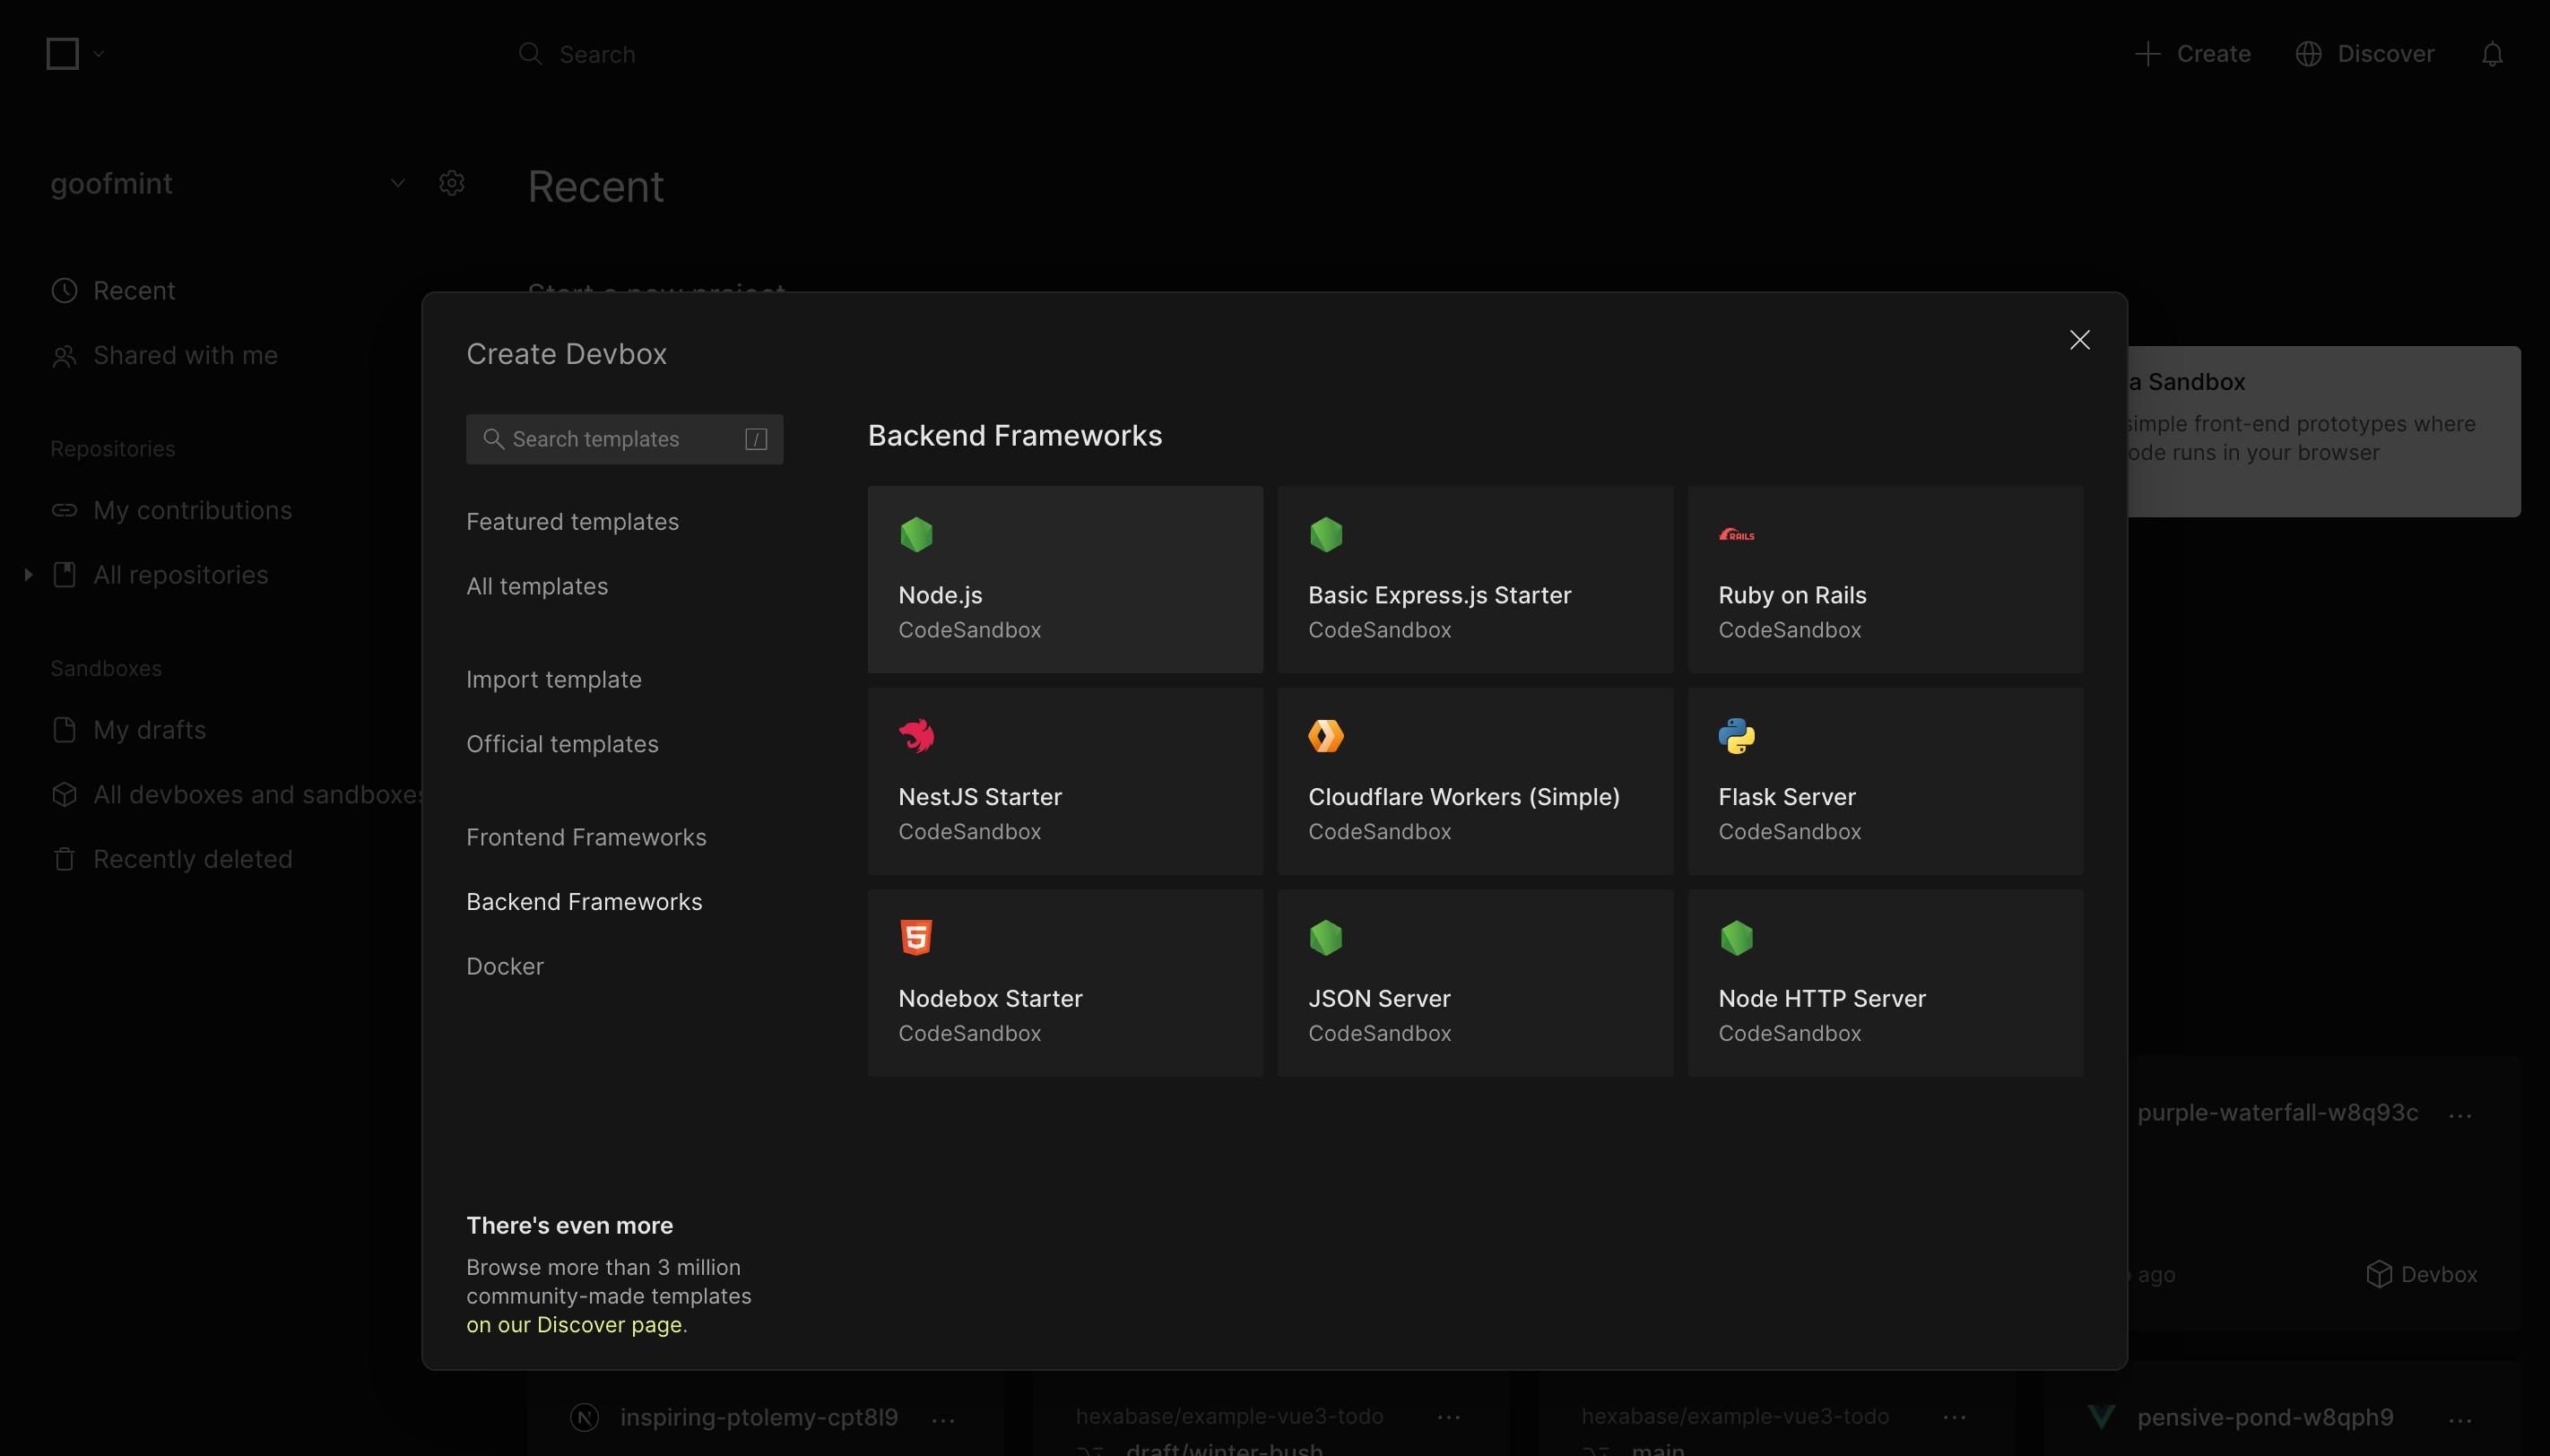 Search
Create
Discover
goofmint
Recent
Shared with me
Repositories
My contributions
All repositories
Sandboxes
My drafts
All devboxes and sandboxes
Recently deleted
Recent
Start a new project
Create Devbox
Search templates /
Featured templates
All templates
Import template
Official templates
Frontend Frameworks
Backend Frameworks
Docker
There's even more
Browse more than 3 million
community-made templates
on our Discover page.
Backend Frameworks
Node.js
CodeSandbox
Basic Express.js Starter
CodeSandbox
RAILS
Ruby on Rails
CodeSandbox
NestJS Starter
CodeSandbox
Cloudflare Workers (Simple)
CodeSandbox
Flask Server
CodeSandbox
5
Nodebox Starter
CodeSandbox
JSON Server
CodeSandbox
Node HTTP Server
CodeSandbox
a Sandbox
simple front-end prototypes where
ode runs in your browser
purple-waterfall-w8q93c ...
ago
Devbox
N inspiring-ptolemy-cpt8l9 ...
hexabase/example-vue3-todo ...
draft/winter-bush
hexabase/example-vue3-todo ...
main
pensive-pond-w8qph9 ...